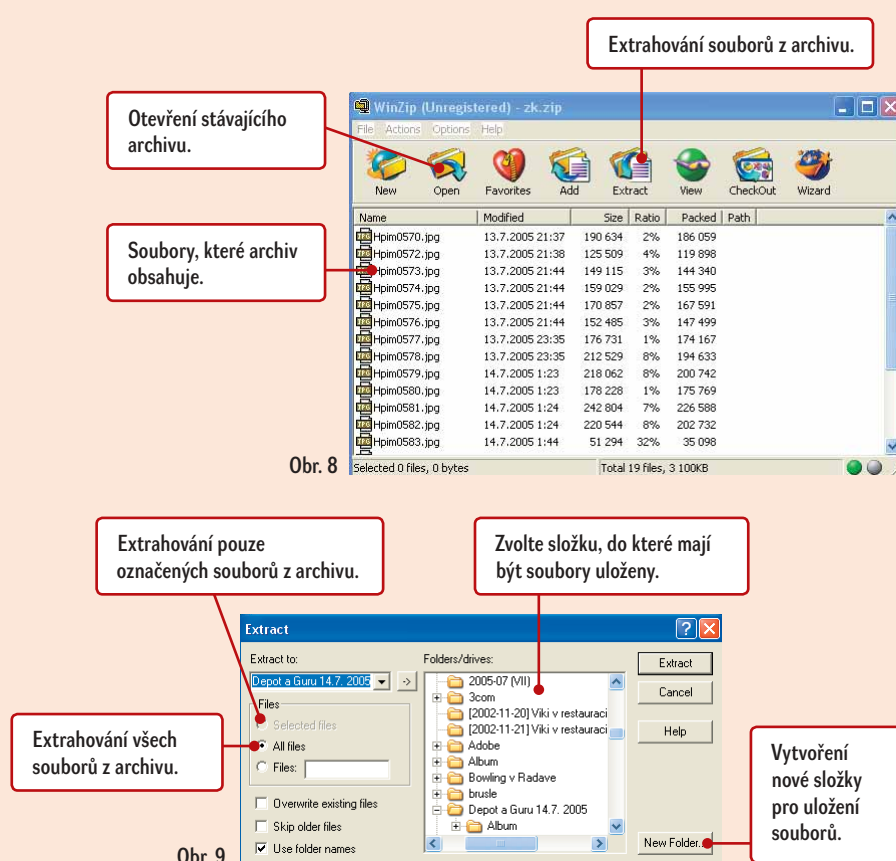 Extrahování souborů z archivu.
Otevření stávajícího
archivu.
Soubory, které archiv
obsahuje.
WinZip (Unregistered) - zk.zip
File Actions Options Help
New Open Favorites Add Extract View CheckOut Wizard
Name Modified Size Ratio Packed Path
Hpim0570.jpg 13.7.2005 21:37 190 634 2% 186 059
Hpim0572.jpg 13.7.2005 21:38 125 509 4% 119 898
Hpim0573.jpg 13.7.2005 21:44 149 115 3% 144 340
Hpim0574.jpg 13.7.2005 21:44 159 029 2% 155 995
Hpim0575.jpg 13.7.2005 21:44 170 857 2% 167 591
Hpim0576.jpg 13.7.2005 21:44 152 485 3% 147 499
Hpim0577.jpg 13.7.2005 23:35 176 731 1% 174 167
Hpim0578.jpg 13.7.2005 23:35 212 529 8% 194 633
Hpim0579.jpg 14.7.2005 1:23 218 062 8% 200 742
Hpim0580.jpg 14.7.2005 1:23 178 228 1% 175 769
Hpim0581.jpg 14.7.2005 1:24 242 804 7% 226 588
Hpim0582.jpg 14.7.2005 1:24 220 544 8% 202 732
Hpim0583.jpg 14.7.2005 1:44 51 294 32% 35 098
Selected 0 files, 0 bytes Total 19 files, 3 100KB
Obr. 8
Extrahování pouze
označených souborů z archivu.
Zvolte složku, do které mají
být soubory uloženy.
Extrahování všech
souborů z archivu.
Vytvoření
nové složky
pro uložení
souborů.
Extract
Extract to:
Depot a Guru 14.7. 2005
Files
Selected files
All files
Files:
Overwrite existing files
Skip older files
Use folder names
Folders/drives:
2005-07 (VII)
3com
[2002-11-20] Viki v restauraci
[2002-11-21] Viki v restauraci
Adobe
Album
Bowling v Radave
brusle
Depot a Guru 14.7. 2005
Album
Extract
Cancel
Help
New Folder...
Obr. 9